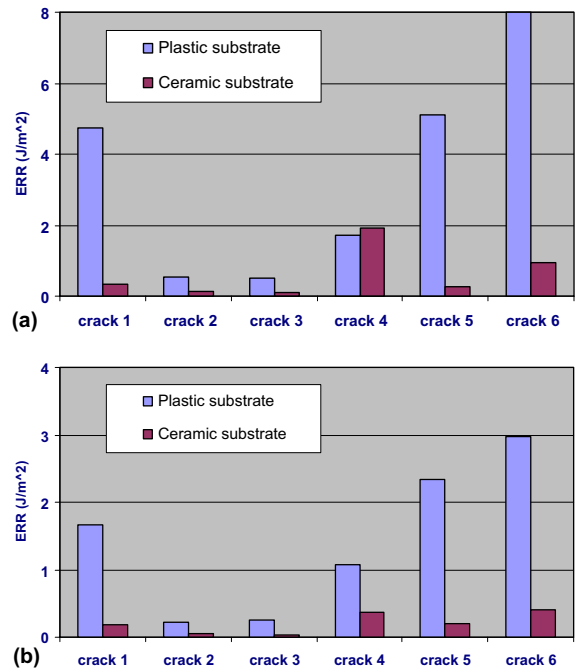 8
Plastic substrate
6
Ceramic substrate
ERR (J/m^2)
4
2
0
(a)
crack 1 crack 2 crack 3 crack 4 crack 5 crack 6
4
Plastic substrate
3
Ceramic substrate
ERR (J/m^2)
2
1
0
(b)
crack 1 crack 2 crack 3 crack 4 crack 5 crack 6